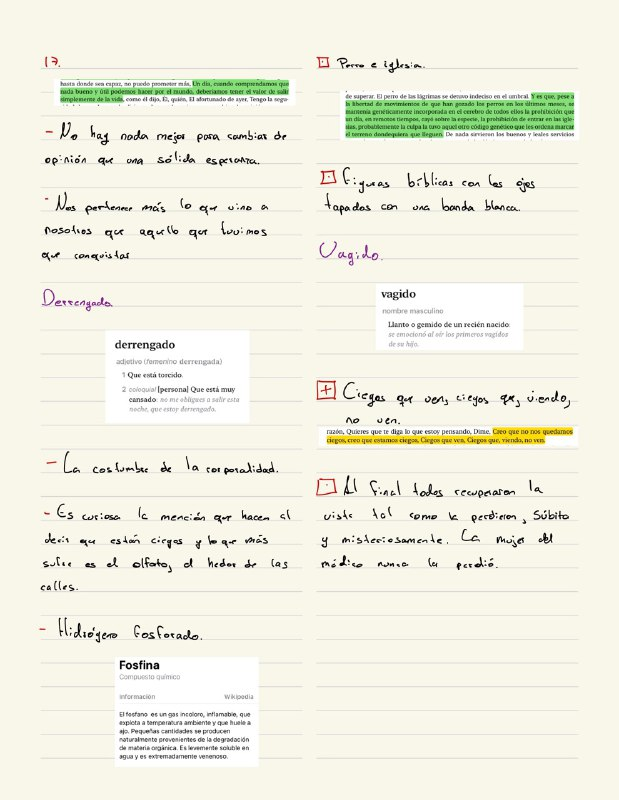 17.
hasta donde sea capaz, no puedo prometer más, Un día, cuando comprendamos que
nada bueno y útil podemos hacer por el mundo, deberíamos tener el valor de salir
simplemente de la vida, como él dijo, Él, quién, El afortunado de ayer, Tengo la segu-
- No hay nada mejor para cambiar de
opinión que una sólida esperanza.
- Nos pertenece más lo que vino a
nosotros que aquello que tuvimos
que conquistar
Derrengado
derrengado
adjetivo (femenino derrengada)
1 Que está torcido.
2 coloquial [persona] Que está muy
cansado: no me obligues a salir esta
noche, que estoy derrengado.
- La costumbre de la corporalidad.
- Es curiosa la mención que hacen al
decir que están ciegos y lo que más
sufre es el olfato, el hedor de las
calles.
- Hidrógeno fosforado.
Fosfina
Compuesto químico
Información Wikipedia
El fosfano es un gas incoloro, inflamable, que
explota a temperatura ambiente y que huele a
ajo. Pequeñas cantidades se producen
naturalmente provenientes de la degradación
de materia orgánica. Es levemente soluble en
agua y es extremadamente venenoso.
Perro e iglesia.
de superar. El perro de las lágrimas se detuvo indeciso en el umbral. Y es que, pese a
la libertad de movimientos de que han gozado los perros en los últimos meses, se
mantenía genéticamente incorporada en el cerebro de todos ellos la prohibición que
un día, en remotos tiempos, cayó sobre la especie, la prohibición de entrar en las igle-
sias, probablemente la culpa la tuvo aquel otro código genético que les ordena marcar
el terreno dondequiera que lleguen. De nada sirvieron los buenos y leales servicios
Figuras bíblicas con los ojos
tapados con una banda blanca.
Vagido.
vagido
nombre masculino
Llanto o gemido de un recién nacido:
se emocionó al oír los primeros vagidos
de su hijo.
Ciegos que ven, ciegos que, viendo,
no ven.
razón, Quieres que te diga lo que estoy pensando, Dime, Creo que no nos quedamos
ciegos, creo que estamos ciegos, Ciegos que ven, Ciegos que, viendo, no ven.
Al final todos recuperaron la
vista tal como la perdieron, súbito
y misteriosamente. La mujer del
médico nunca la perdió.